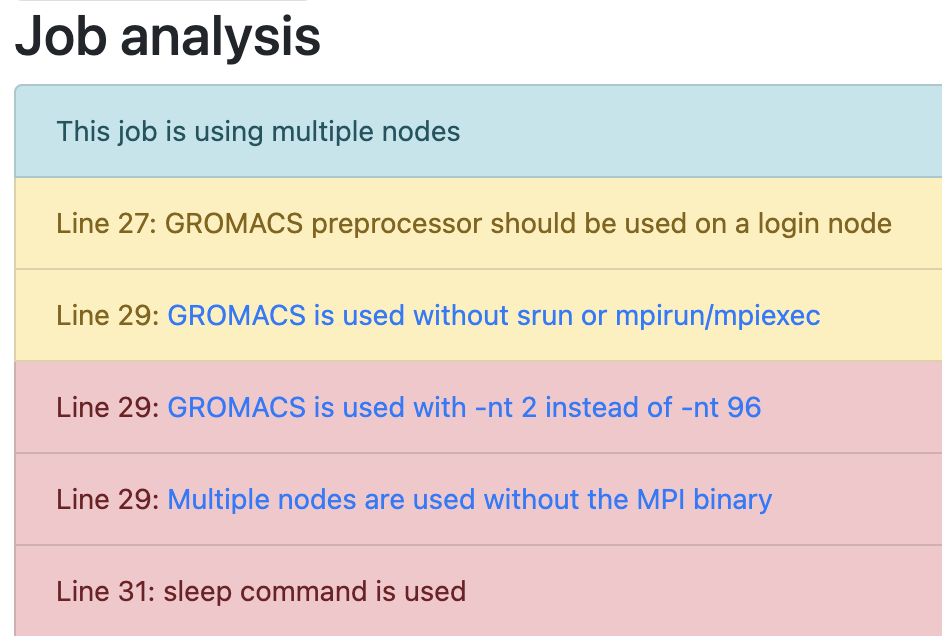 Job analysis
This job is using multiple nodes
Line 27: GROMACS preprocessor should be used on a login node
Line 29: GROMACS is used without srun or mpirun/mpiexec
Line 29: GROMACS is used with -nt 2 instead of -nt 96
Line 29: Multiple nodes are used without the MPI binary
Line 31: sleep command is used